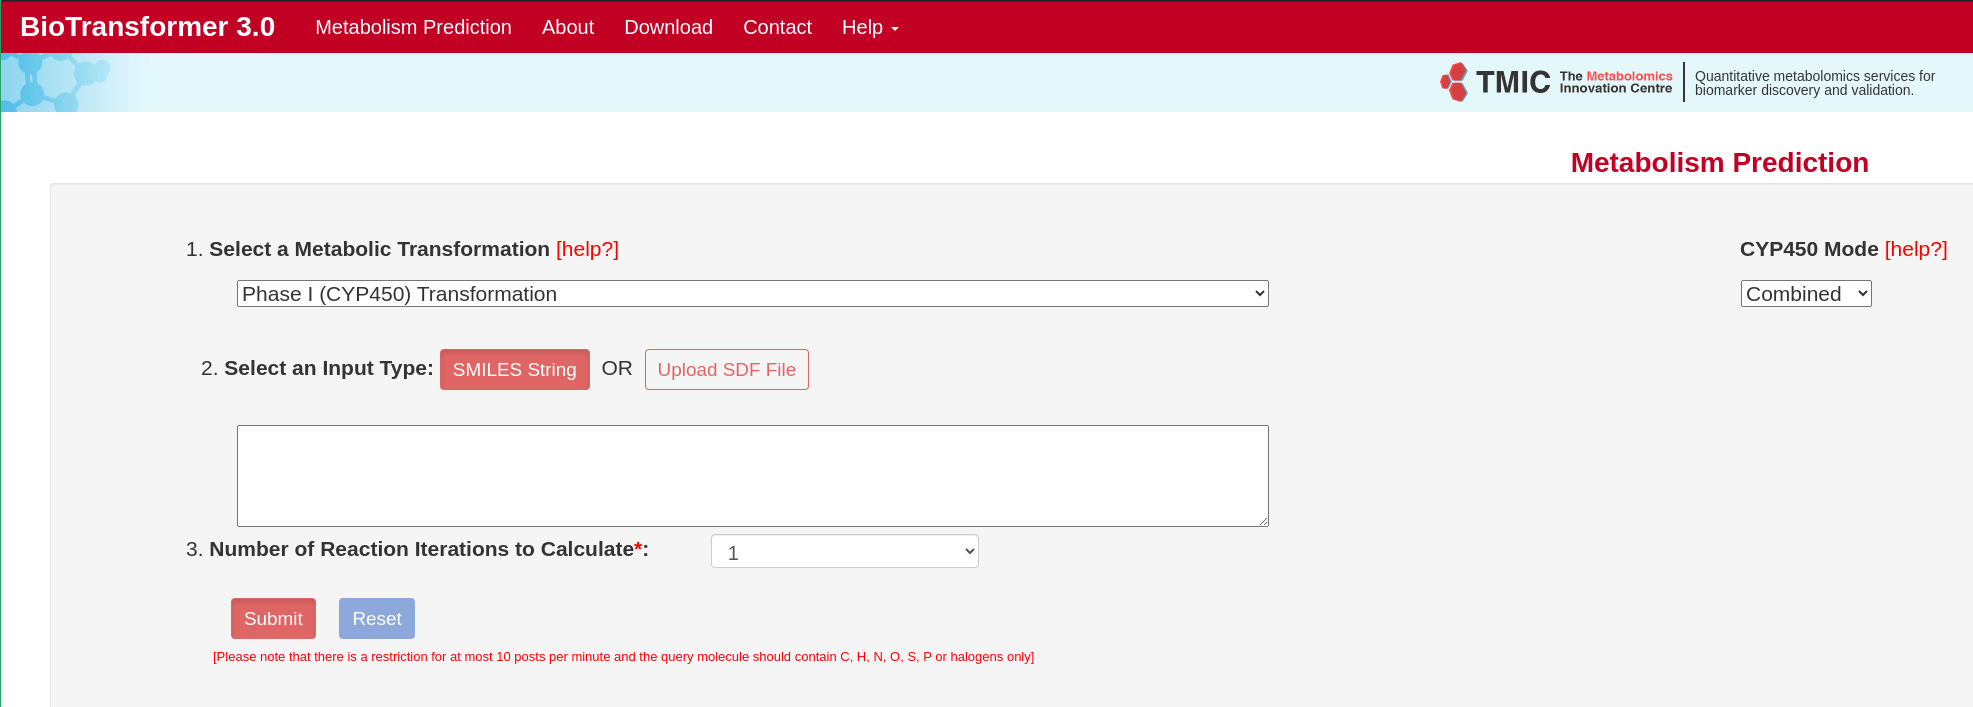 BioTransformer 3.0 Metabolism Prediction About Download Contact Help
TMIC The Metabolomics Innovation Centre
Quantitative metabolomics services for
biomarker discovery and validation.
Metabolism Prediction
1. Select a Metabolic Transformation [help?]
CYP450 Mode [help?]
Phase I (CYP450) Transformation
Combined
2. Select an Input Type: SMILES String OR Upload SDF File
3. Number of Reaction Iterations to Calculate*: 1
Submit Reset
[Please note that there is a restriction for at most 10 posts per minute and the query molecule should contain C, H, N, O, S, P or halogens only]